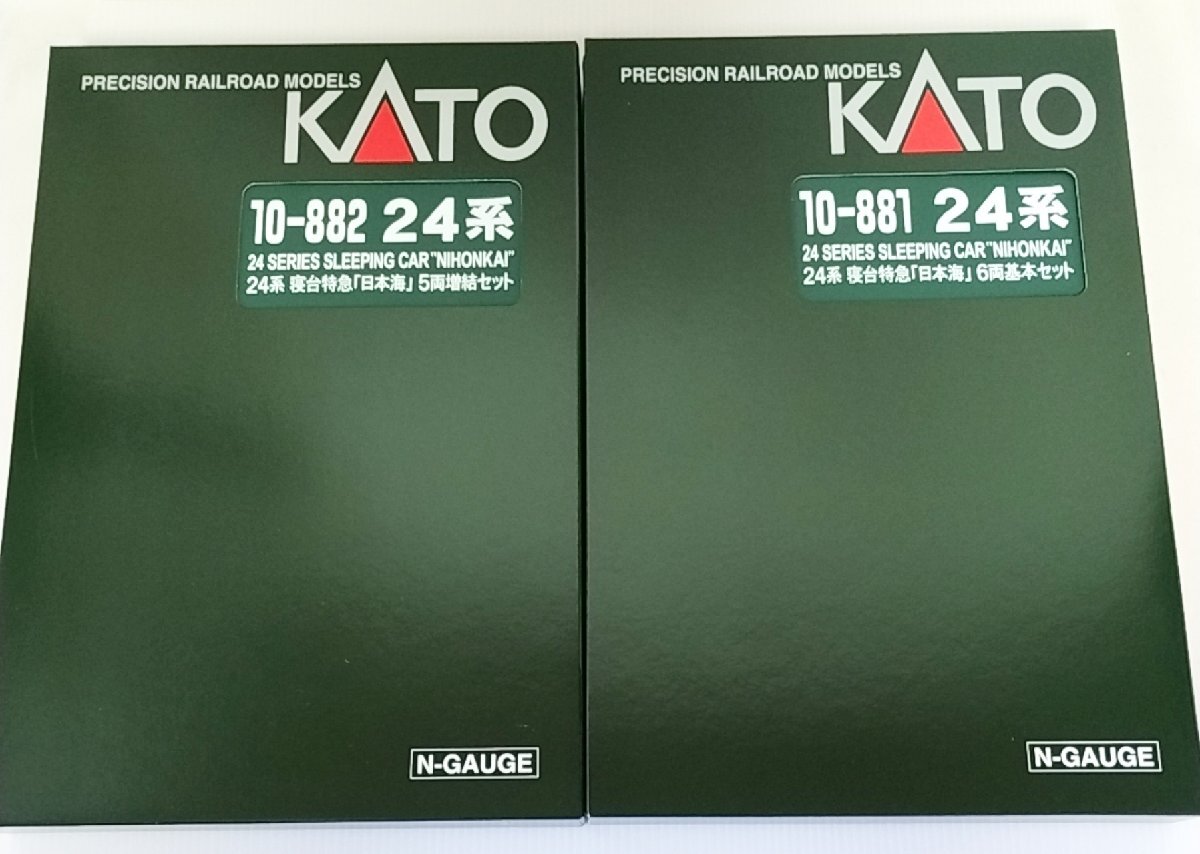 PRECISION RAILROAD MODELS
KATO
10-882 24系
24 SERIES SLEEPING CAR"NIHONKAI"
24系 寝台特急「日本海」 5両増結セット
N-GAUGE
PRECISION RAILROAD MODELS
KATO
10-881 24系
24 SERIES SLEEPING CAR"NIHONKAI"
24系 寝台特急「日本海」 6両基本セット
N-GAUGE